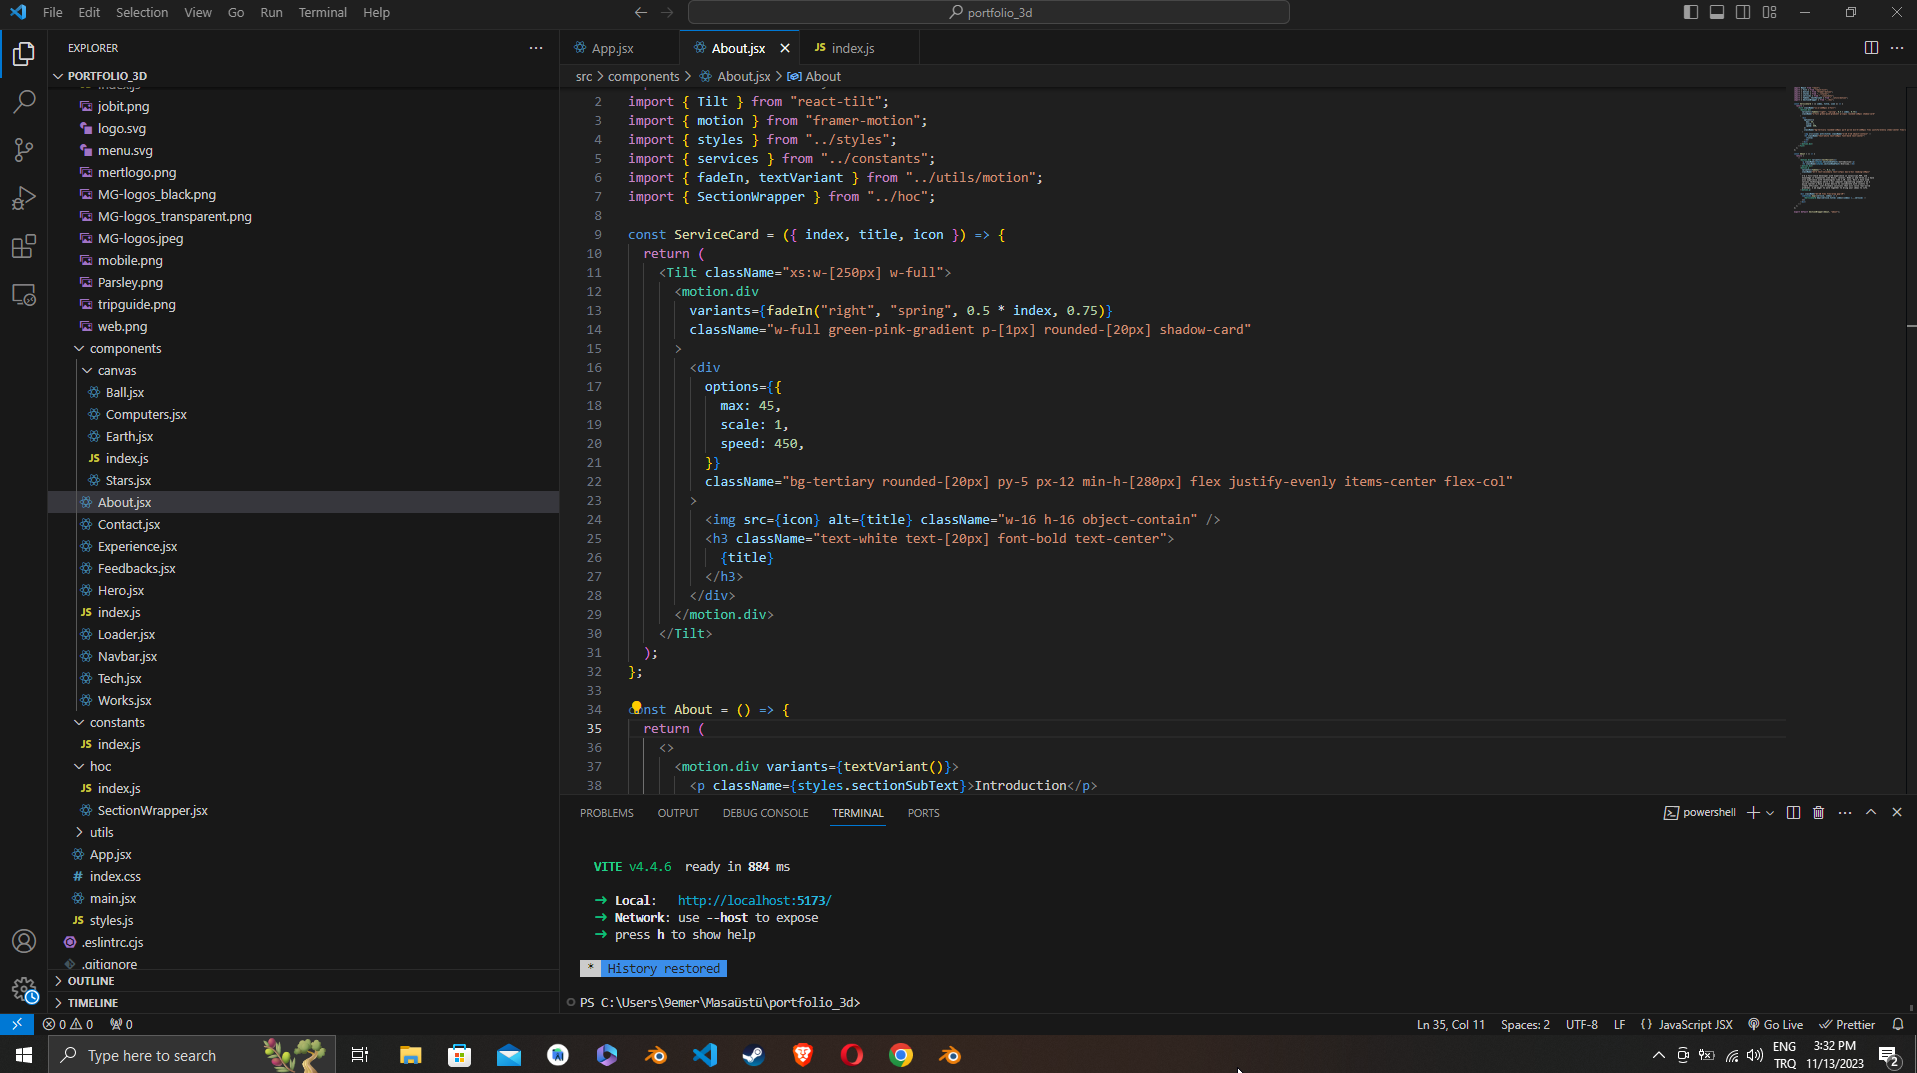 File Edit Selection View Go Run Terminal Help
portfolio_3d
EXPLORER
PORTFOLIO_3D
index.js
jobit.png
logo.svg
menu.svg
mertlogo.png
MG-logos_black.png
MG-logos_transparent.png
MG-logos.jpeg
mobile.png
Parsley.png
tripguide.png
web.png
components
canvas
Ball.jsx
Computers.jsx
Earth.jsx
JS index.js
Stars.jsx
About.jsx
Contact.jsx
Experience.jsx
Feedbacks.jsx
Hero.jsx
JS index.js
Loader.jsx
Navbar.jsx
Tech.jsx
Works.jsx
constants
JS index.js
hoc
JS index.js
SectionWrapper.jsx
utils
App.jsx
# index.css
main.jsx
JS styles.js
.eslintrc.cjs
.gitignore
OUTLINE
TIMELINE
App.jsx
About.jsx
JS index.js
src > components > About.jsx > About
2 import { Tilt } from "react-tilt";
3 import { motion } from "framer-motion";
4 import { styles } from "../styles";
5 import { services } from "../constants";
6 import { fadeIn, textVariant } from "../utils/motion";
7 import { SectionWrapper } from "../hoc";
8
9 const ServiceCard = ({ index, title, icon }) => {
10 return (
11 <Tilt className="xs:w-[250px] w-full">
12 <motion.div
13 variants={fadeIn("right", "spring", 0.5 * index, 0.75)}
14 className="w-full green-pink-gradient p-[1px] rounded-[20px] shadow-card"
15 >
16 <div
17 options={{
18 max: 45,
19 scale: 1,
20 speed: 450,
21 }}
22 className="bg-tertiary rounded-[20px] py-5 px-12 min-h-[280px] flex justify-evenly items-center flex-col"
23 >
24 <img src={icon} alt={title} className="w-16 h-16 object-contain" />
25 <h3 className="text-white text-[20px] font-bold text-center">
26 {title}
27 </h3>
28 </div>
29 </motion.div>
30 </Tilt>
31 );
32 };
33
34 const About = () => {
35 return (
36 <>
37 <motion.div variants={textVariant()}>
38 <p className={styles.sectionSubText}>Introduction</p>
PROBLEMS OUTPUT DEBUG CONSOLE TERMINAL PORTS
powershell
VITE v4.4.6 ready in 884 ms
➜ Local: http://localhost:5173/
➜ Network: use --host to expose
➜ press h to show help
* History restored
PS C:\Users\9emer\Masaüstü\portfolio_3d>
0 0 0
Ln 35, Col 11 Spaces: 2 UTF-8 LF {} JavaScript JSX Go Live Prettier
Type here to search
ENG
TRQ
3:32 PM
11/13/2023
2